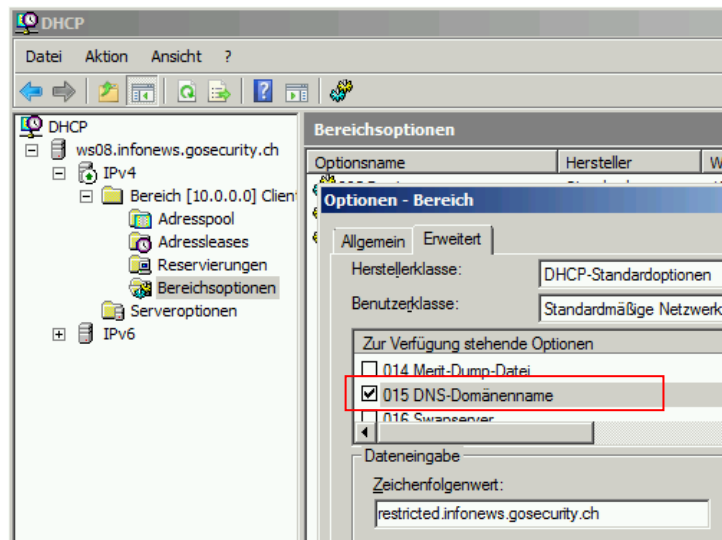 DHCP
Datei Aktion Ansicht ?
DHCP
ws08.infonews.gosecurity.ch
IPv4
Bereich [10.0.0.0] Clien
Adresspool
Adressleases
Reservierungen
Bereichsoptionen
Serveroptionen
IPv6
Bereichsoptionen
Optionsname Hersteller W
Optionen - Bereich
Allgemein Erweitert
Herstellerklasse: DHCP-Standardoptionen
Benutzerklasse: Standardmäßige Netzwerk
Zur Verfügung stehende Optionen
014 Merit-Dump-Datei
015 DNS-Domänenname
016 Swapserver
Dateneingabe
Zeichenfolgenwert:
restricted.infonews.gosecurity.ch